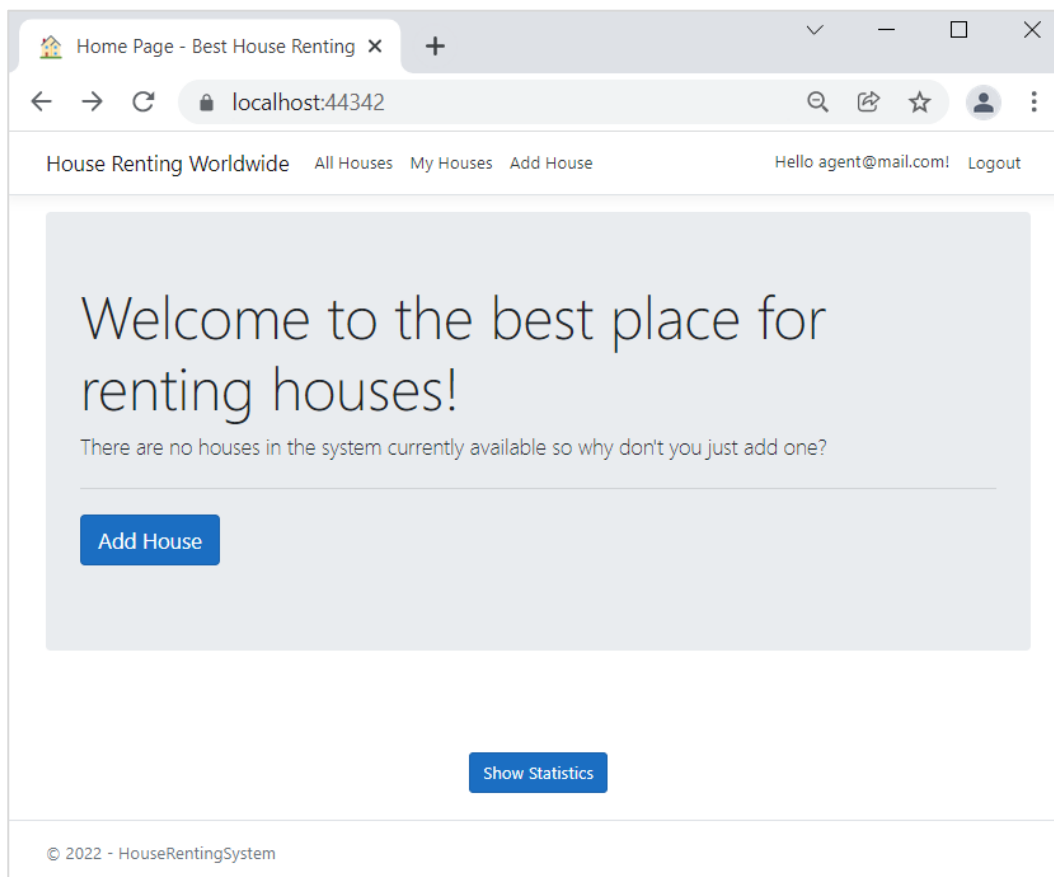 Home Page - Best House Renting
localhost:44342
House Renting Worldwide All Houses My Houses Add House Hello agent@mail.com! Logout
Welcome to the best place for
renting houses!
There are no houses in the system currently available so why don't you just add one?
Add House
Show Statistics
© 2022 - HouseRentingSystem